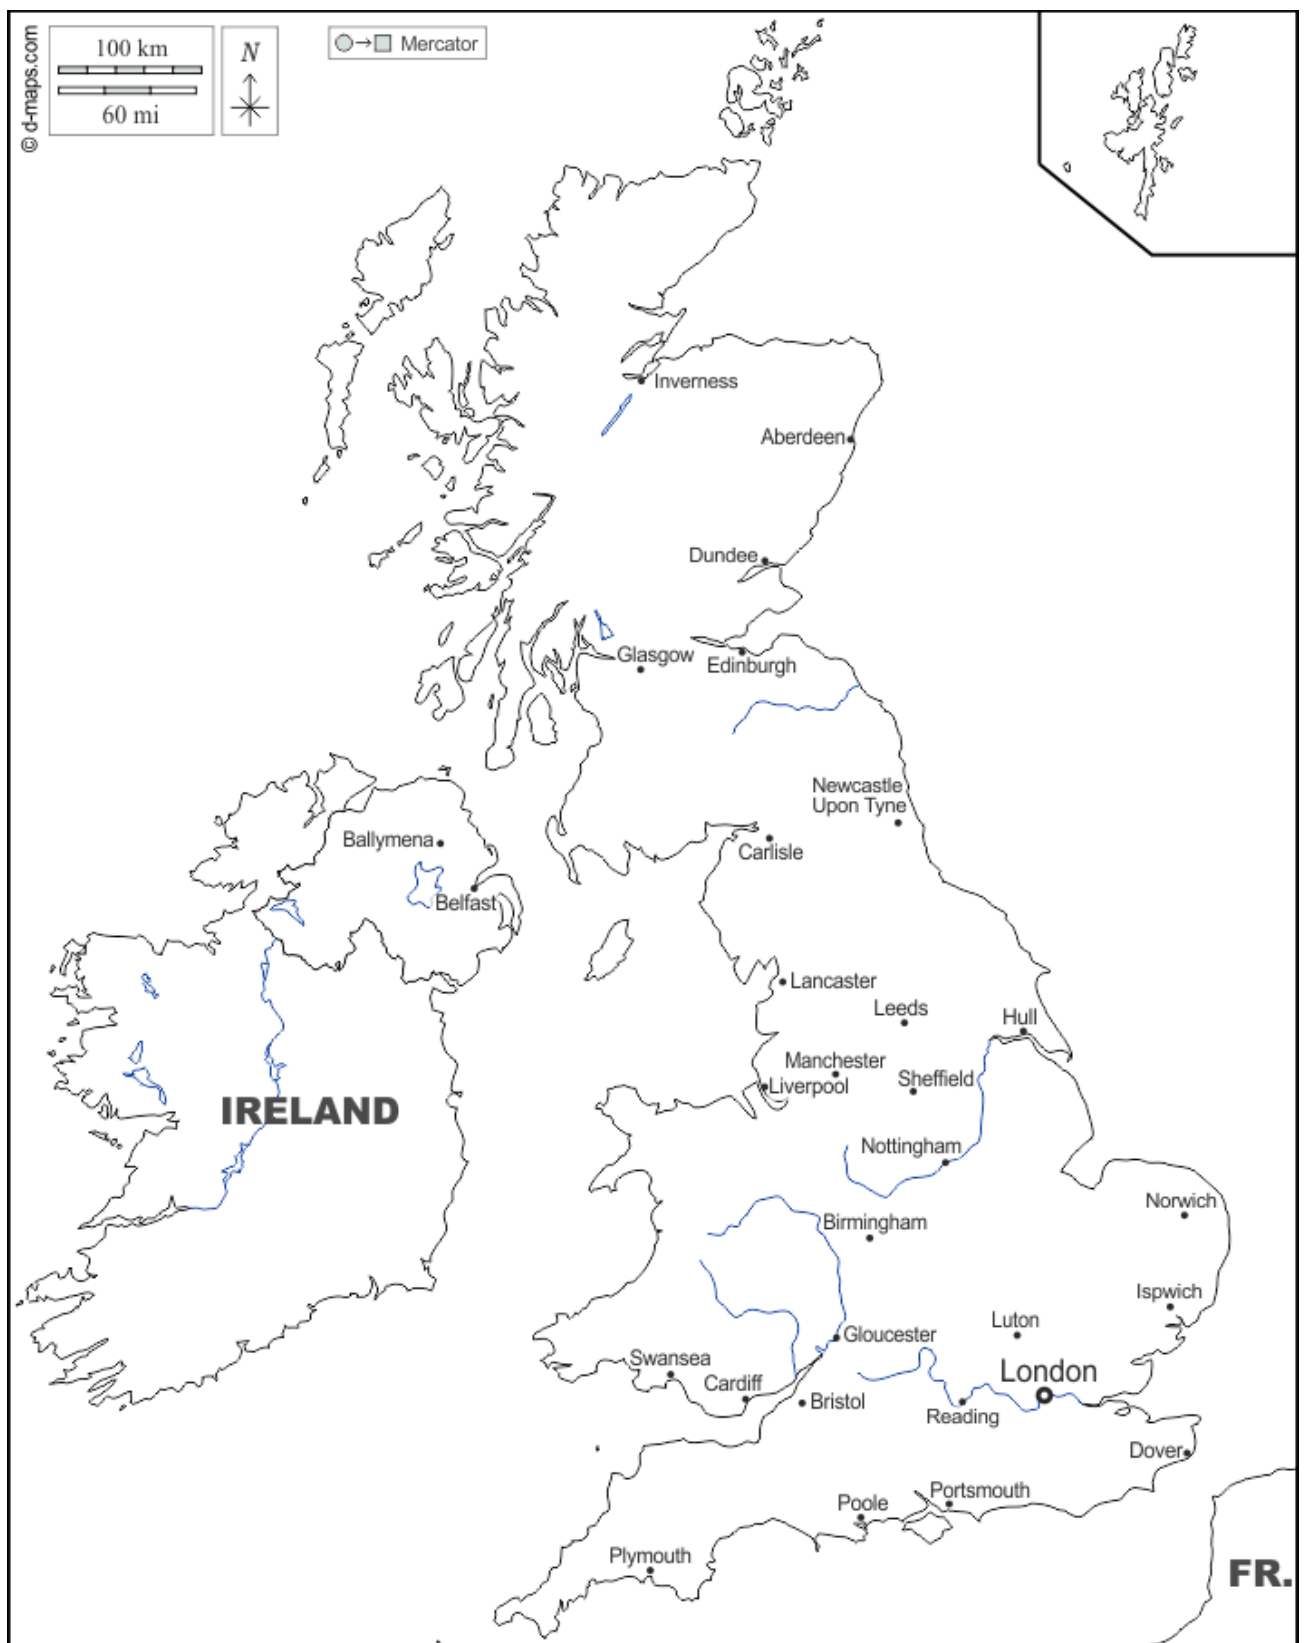 © d-maps.com
100 km
60 mi
N
Mercator
Inverness
Aberdeen
Dundee
Glasgow
Edinburgh
Newcastle
Upon Tyne
Ballymena
Carlisle
Belfast
Lancaster
Leeds
Hull
Manchester
Sheffield
Liverpool
IRELAND
Nottingham
Norwich
Birmingham
Ispwich
Luton
Gloucester
Swansea
London
Cardiff
Bristol
Reading
Dover
Portsmouth
Poole
Plymouth
FR.